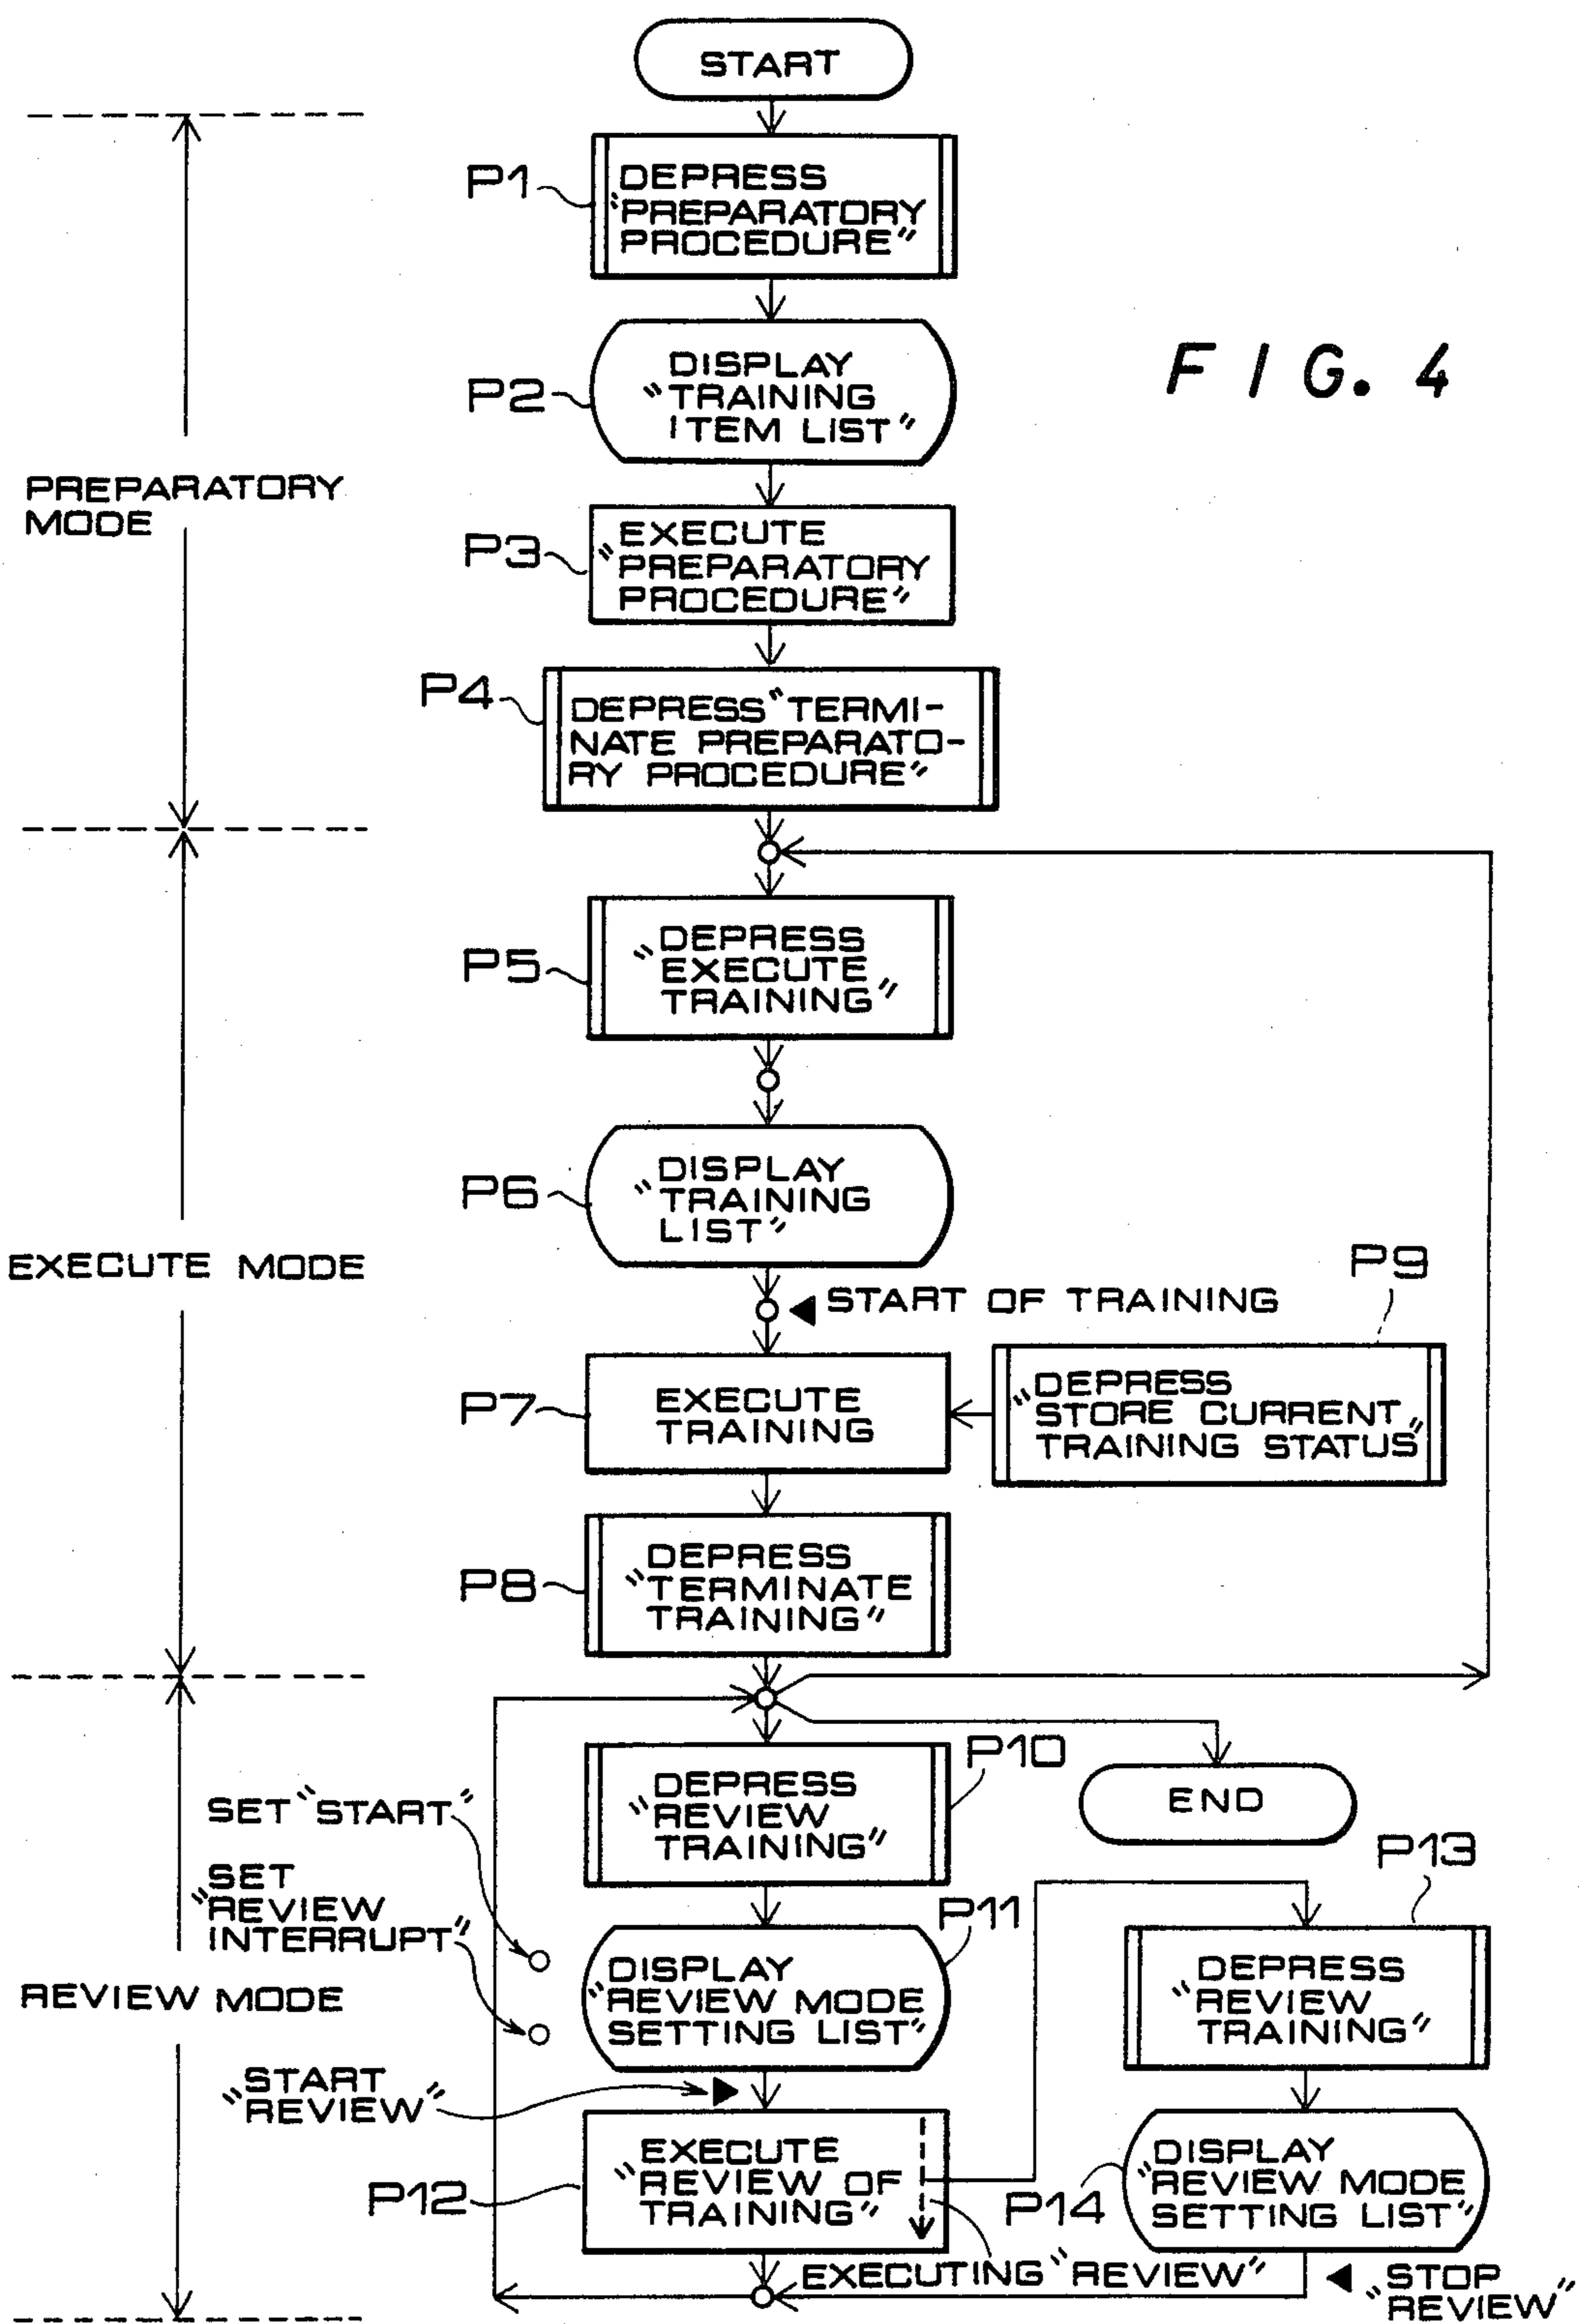 START
P1
DEPRESS
"PREPARATORY
PROCEDURE"
P2
DISPLAY
"TRAINING
ITEM LIST"
FIG. 4
PREPARATORY
MODE
P3
"EXECUTE
PREPARATORY
PROCEDURE"
P4
DEPRESS "TERMI-
NATE PREPARATO-
RY PROCEDURE"
P5
"DEPRESS
EXECUTE
TRAINING"
P6
DISPLAY
"TRAINING
LIST"
EXECUTE MODE
START OF TRAINING
P9
P7
EXECUTE
TRAINING
"DEPRESS
STORE CURRENT
TRAINING STATUS"
P8
DEPRESS
"TERMINATE
TRAINING"
P10
DEPRESS
"REVIEW
TRAINING"
END
SET "START"
SET
"REVIEW
INTERRUPT"
REVIEW MODE
P11
DISPLAY
"REVIEW MODE
SETTING LIST"
P13
DEPRESS
"REVIEW
TRAINING"
"START
REVIEW"
P12
EXECUTE
"REVIEW OF
TRAINING"
P14
DISPLAY
"REVIEW MODE
SETTING LIST"
EXECUTING "REVIEW"
"STOP
REVIEW"